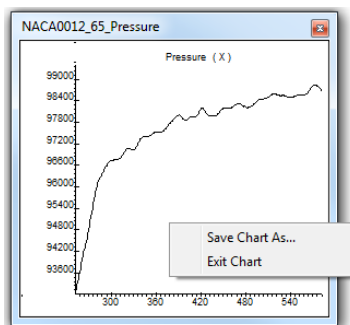 NACA0012_65_Pressure
Pressure ( X )
99000
98400
97800
97200
96600
96000
95400
94800
94200
93600
Save Chart As...
Exit Chart
300 360 420 480 540